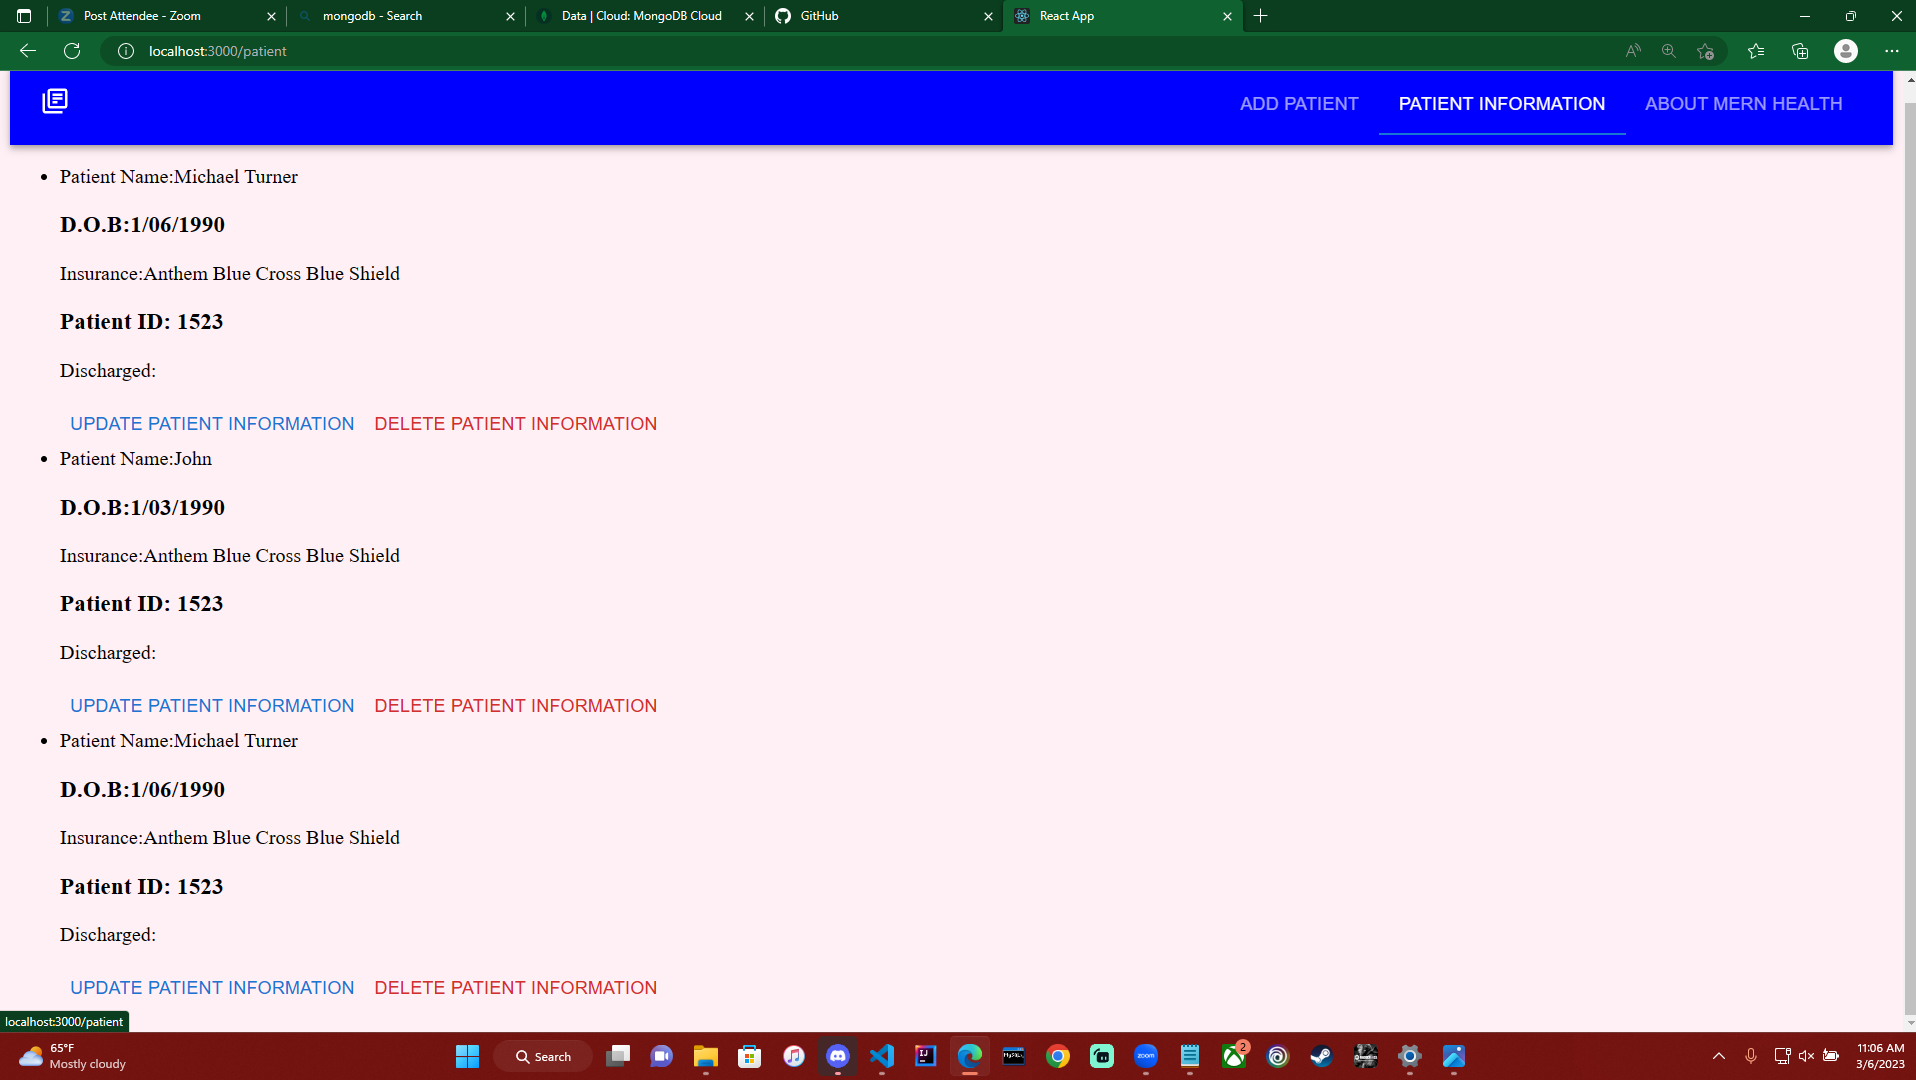 Post Attendee - Zoom
mongodb - Search
Data | Cloud: MongoDB Cloud
GitHub
React App
localhost:3000/patient
ADD PATIENT
PATIENT INFORMATION
ABOUT MERN HEALTH
Patient Name:Michael Turner
D.O.B:1/06/1990
Insurance:Anthem Blue Cross Blue Shield
Patient ID: 1523
Discharged:
UPDATE PATIENT INFORMATION DELETE PATIENT INFORMATION
Patient Name:John
D.O.B:1/03/1990
Insurance:Anthem Blue Cross Blue Shield
Patient ID: 1523
Discharged:
UPDATE PATIENT INFORMATION DELETE PATIENT INFORMATION
Patient Name:Michael Turner
D.O.B:1/06/1990
Insurance:Anthem Blue Cross Blue Shield
Patient ID: 1523
Discharged:
UPDATE PATIENT INFORMATION DELETE PATIENT INFORMATION
localhost:3000/patient
65°F
Mostly cloudy
Search
zoom
2
11:06 AM
3/6/2023